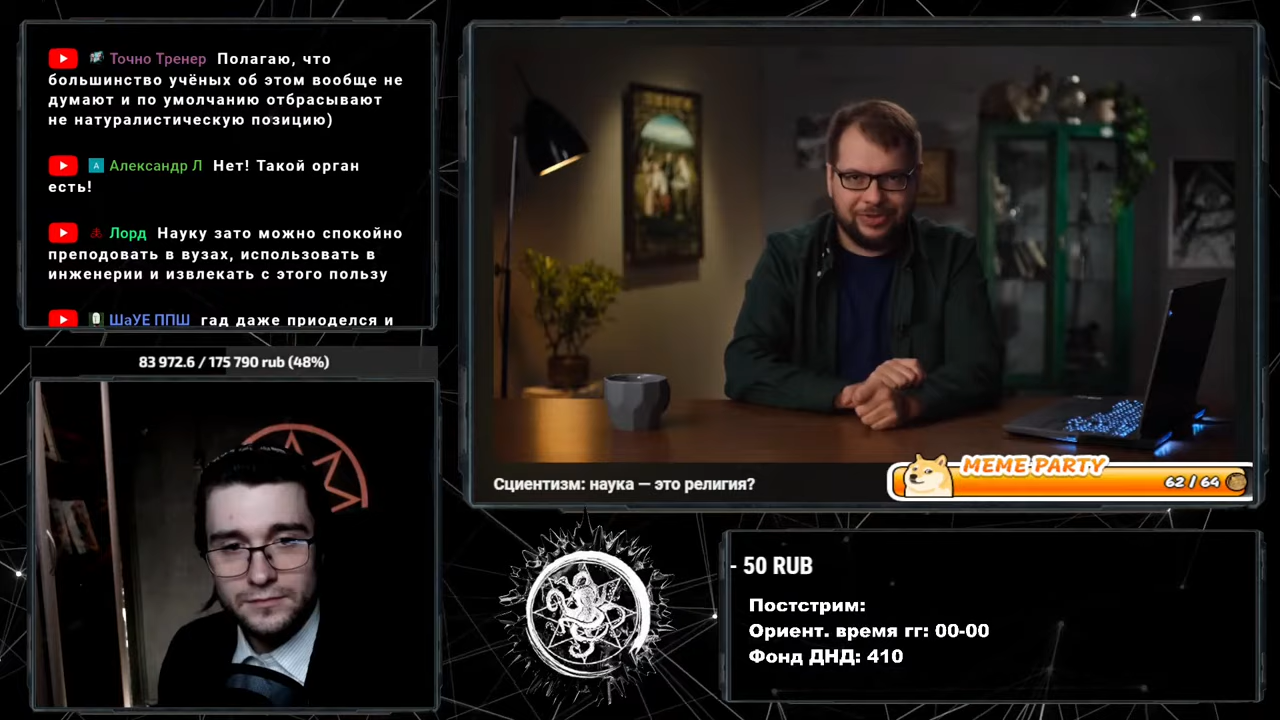 Точно Тренер Полагаю, что
большинство учёных об этом вообще не
думают и по умолчанию отбрасывают
не натуралистическую позицию)
Александр Л Нет! Такой орган
есть!
Лорд Науку зато можно спокойно
преподовать в вузах, использовать в
инженерии и извлекать с этого пользу
ШаУЕ ППШ гад даже приоделся и
83 972.6 / 175 790 rub (48%)
Сциентизм: наука — это религия?
MEME PARTY
62 / 64
- 50 RUB
Постстрим:
Ориент. время гг: 00-00
Фонд ДНД: 410